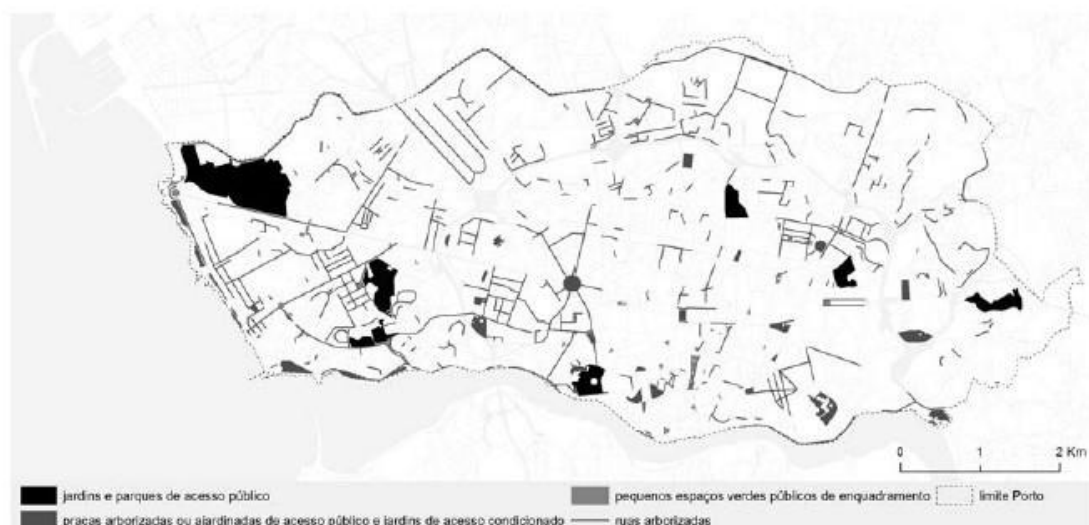 0 1 2 Km
jardins e parques de acesso público
pequenos espaços verdes públicos de enquadramento
limite Porto
praças arborizadas ou ajardinadas de acesso público e jardins de acesso condicionado
ruas arborizadas